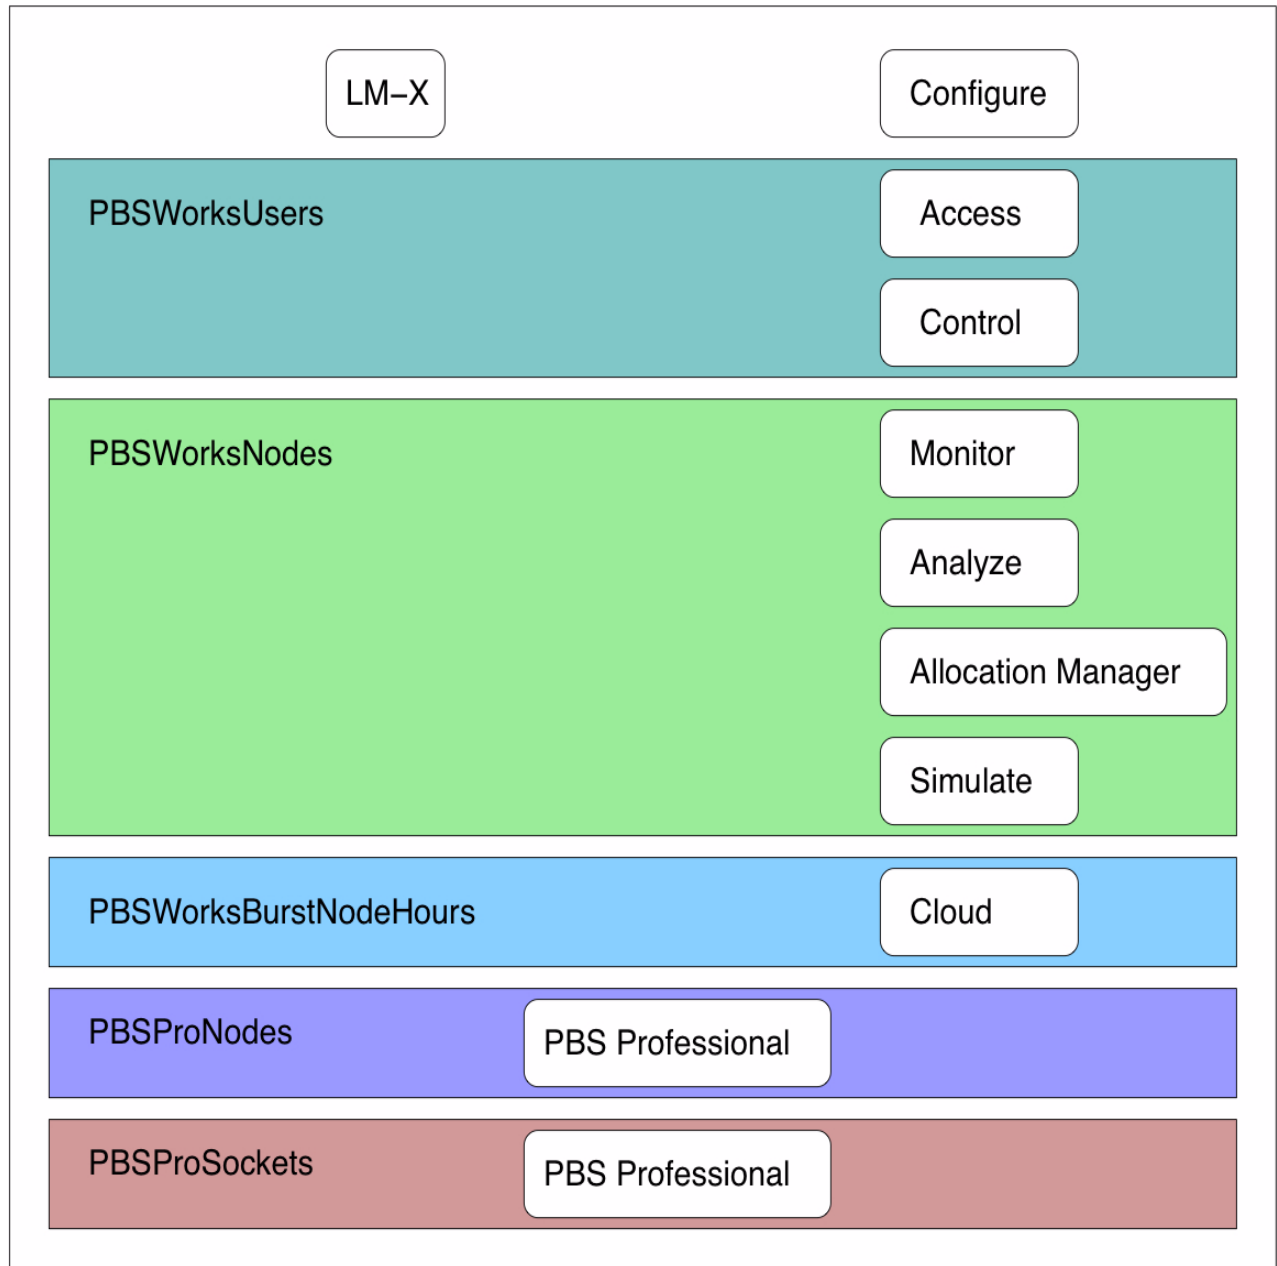 LM–X
Configure
PBSWorksUsers
Access
Control
PBSWorksNodes
Monitor
Analyze
Allocation Manager
Simulate
PBSWorksBurstNodeHours
Cloud
PBSProNodes
PBS Professional
PBSProSockets
PBS Professional